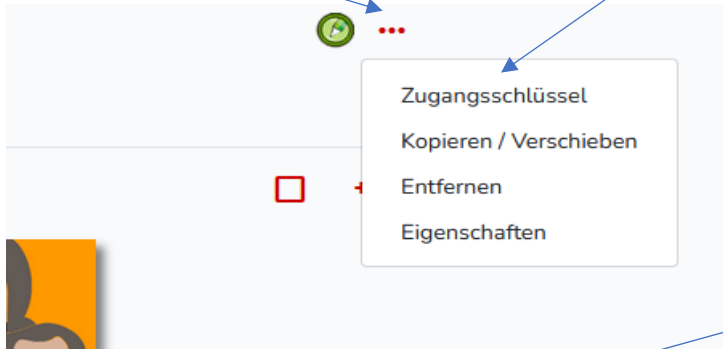 Zugangsschlüssel
Kopieren / Verschieben
Entfernen
Eigenschaften